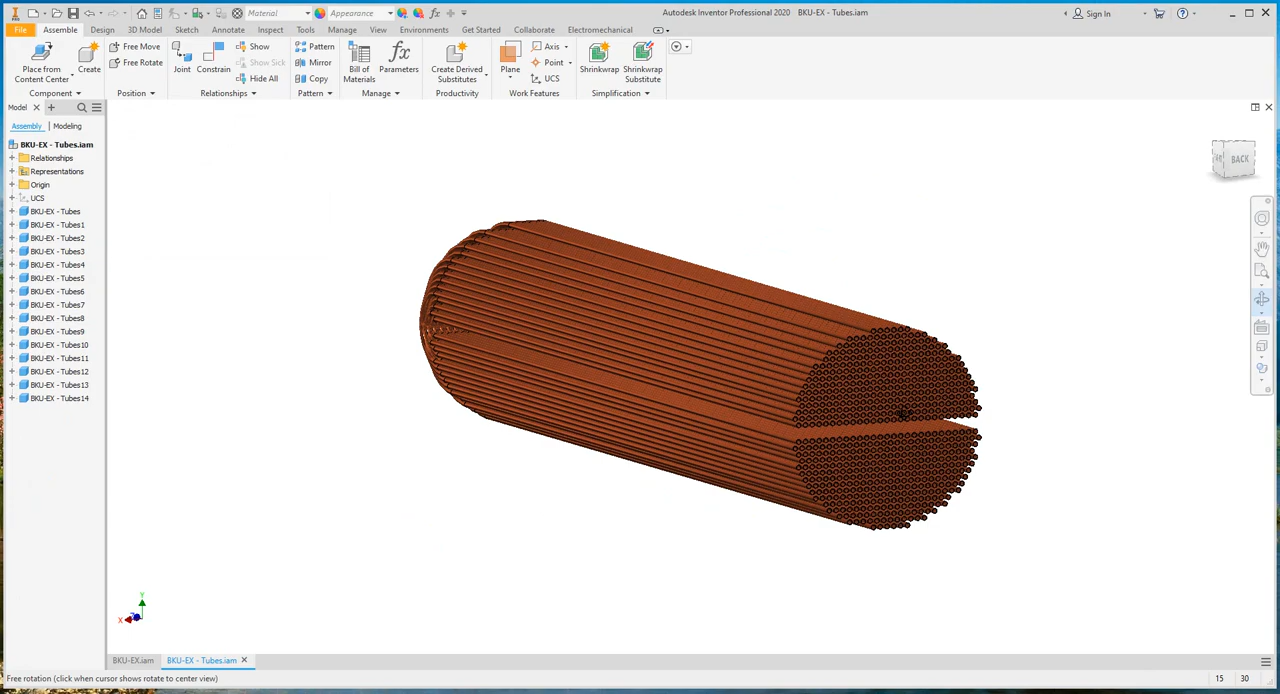 Material
Appearance
Autodesk Inventor Professional 2020 BKU-EX - Tubes.iam
Sign In
File Assemble Design 3D Model Sketch Annotate Inspect Tools Manage View Environments Get Started Collaborate Electromechanical
Place from
Content Center
Create
Free Move
Free Rotate
Joint
Constrain
Show
Show Sick
Hide All
Pattern
Mirror
Copy
Bill of
Materials
fx
Parameters
Create Derived
Substitutes
Plane
Axis
Point
UCS
Shrinkwrap
Shrinkwrap
Substitute
Component Position Relationships Pattern Manage Productivity Work Features Simplification
Model
Assembly Modeling
BKU-EX - Tubes.iam
Relationships
Representations
Origin
UCS
BKU-EX - Tubes
BKU-EX - Tubes1
BKU-EX - Tubes2
BKU-EX - Tubes3
BKU-EX - Tubes4
BKU-EX - Tubes5
BKU-EX - Tubes6
BKU-EX - Tubes7
BKU-EX - Tubes8
BKU-EX - Tubes9
BKU-EX - Tubes10
BKU-EX - Tubes11
BKU-EX - Tubes12
BKU-EX - Tubes13
BKU-EX - Tubes14
BACK
Y
X
BKU-EX.iam BKU-EX - Tubes.iam
Free rotation (click when cursor shows rotate to center view)
15 30